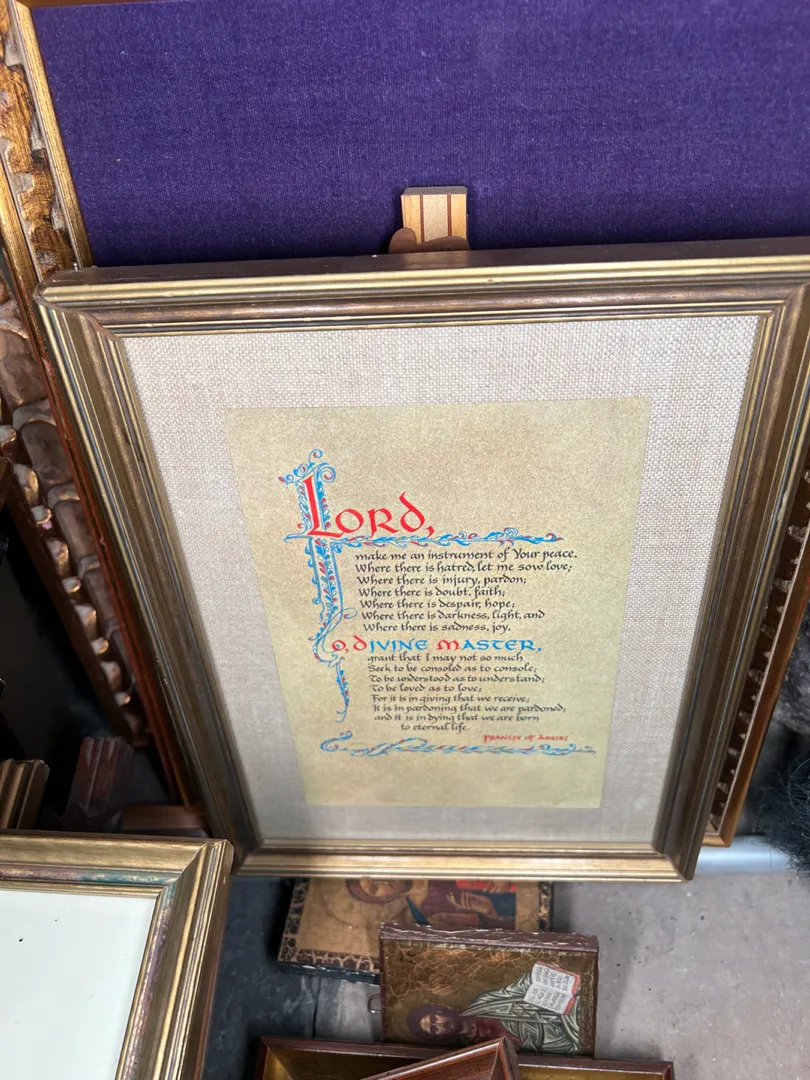 Lord,
make me an instrument of Your peace.
Where there is hatred, let me sow love;
Where there is injury, pardon;
Where there is doubt, faith;
Where there is despair, hope;
Where there is darkness, light, and
Where there is sadness, joy.
O, DIVINE MASTER,
grant that I may not so much
Seek to be consoled as to console;
To be understood as to understand;
To be loved as to love;
For it is in giving that we receive;
It is in pardoning that we are pardoned;
and it is in dying that we are born
to eternal life.
FRANCIS OF ASSISI